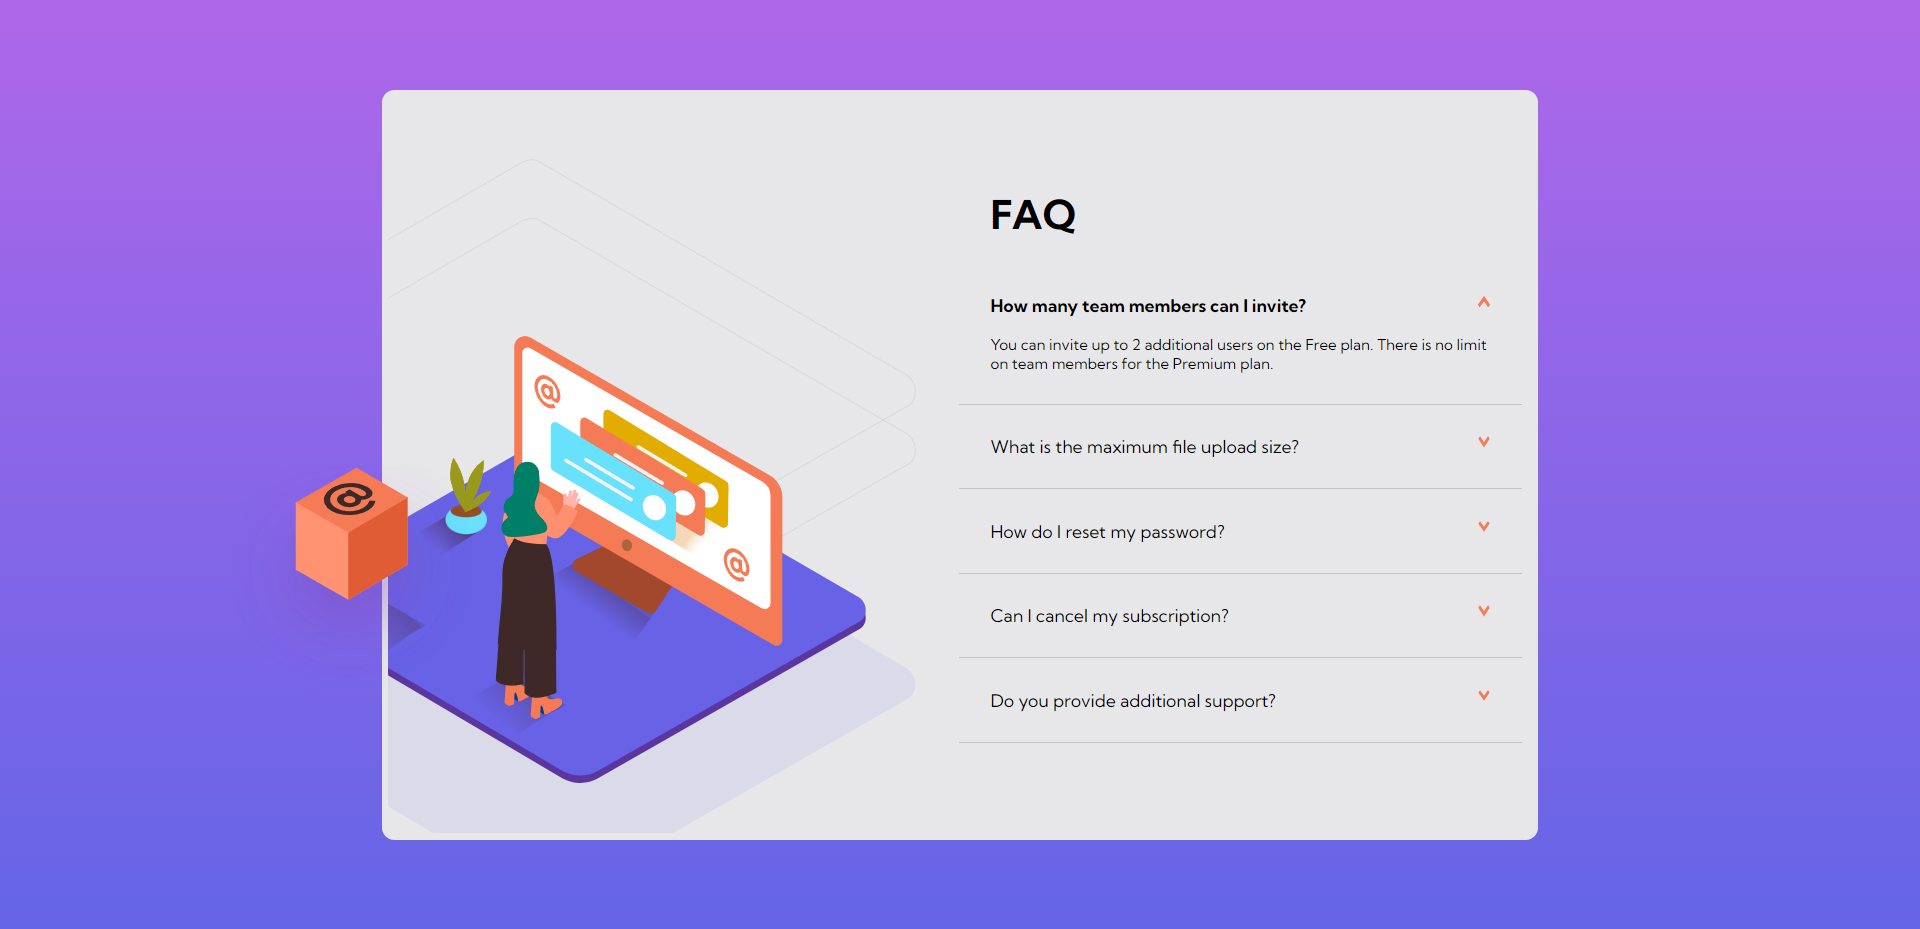 FAQ
How many team members can I invite?
You can invite up to 2 additional users on the Free plan. There is no limit
on team members for the Premium plan.
What is the maximum file upload size?
How do I reset my password?
Can I cancel my subscription?
Do you provide additional support?
@
@
@